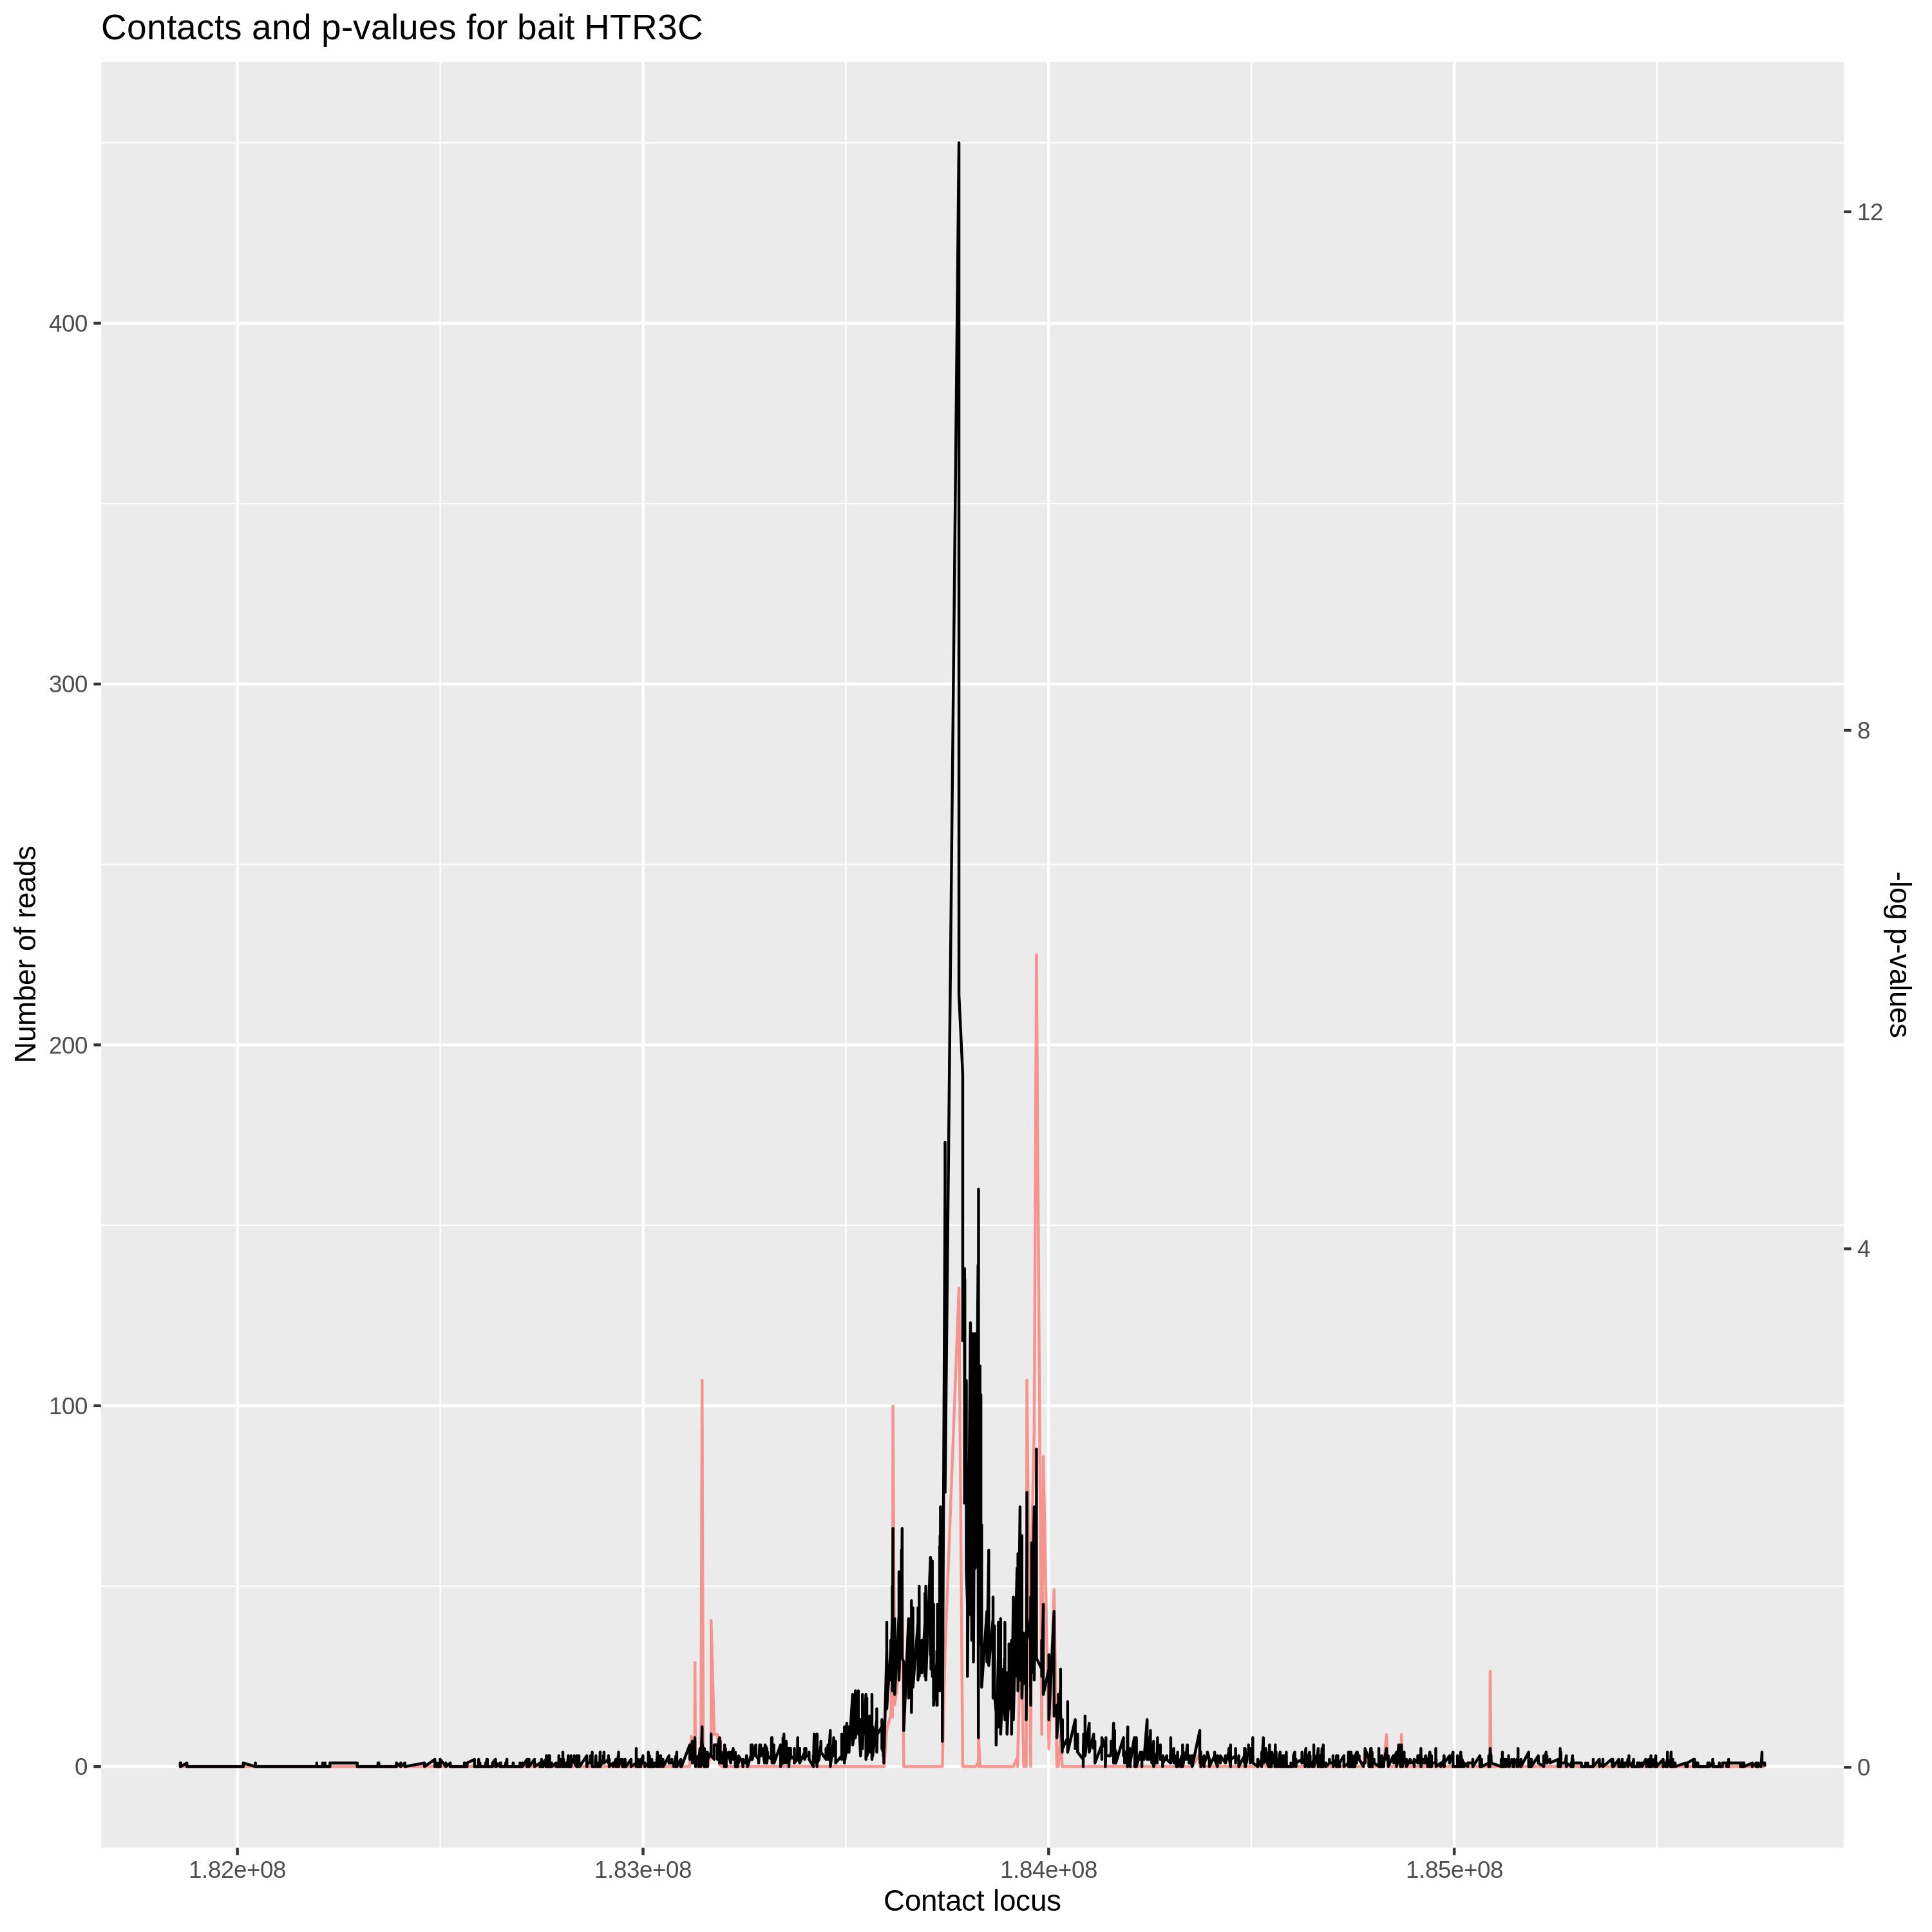 Contacts and p-values for bait HTR3C
Number of reads
400
300
200
100
0
12
8
4
0
-log p-values
1.82e+08
1.83e+08
1.84e+08
1.85e+08
Contact locus